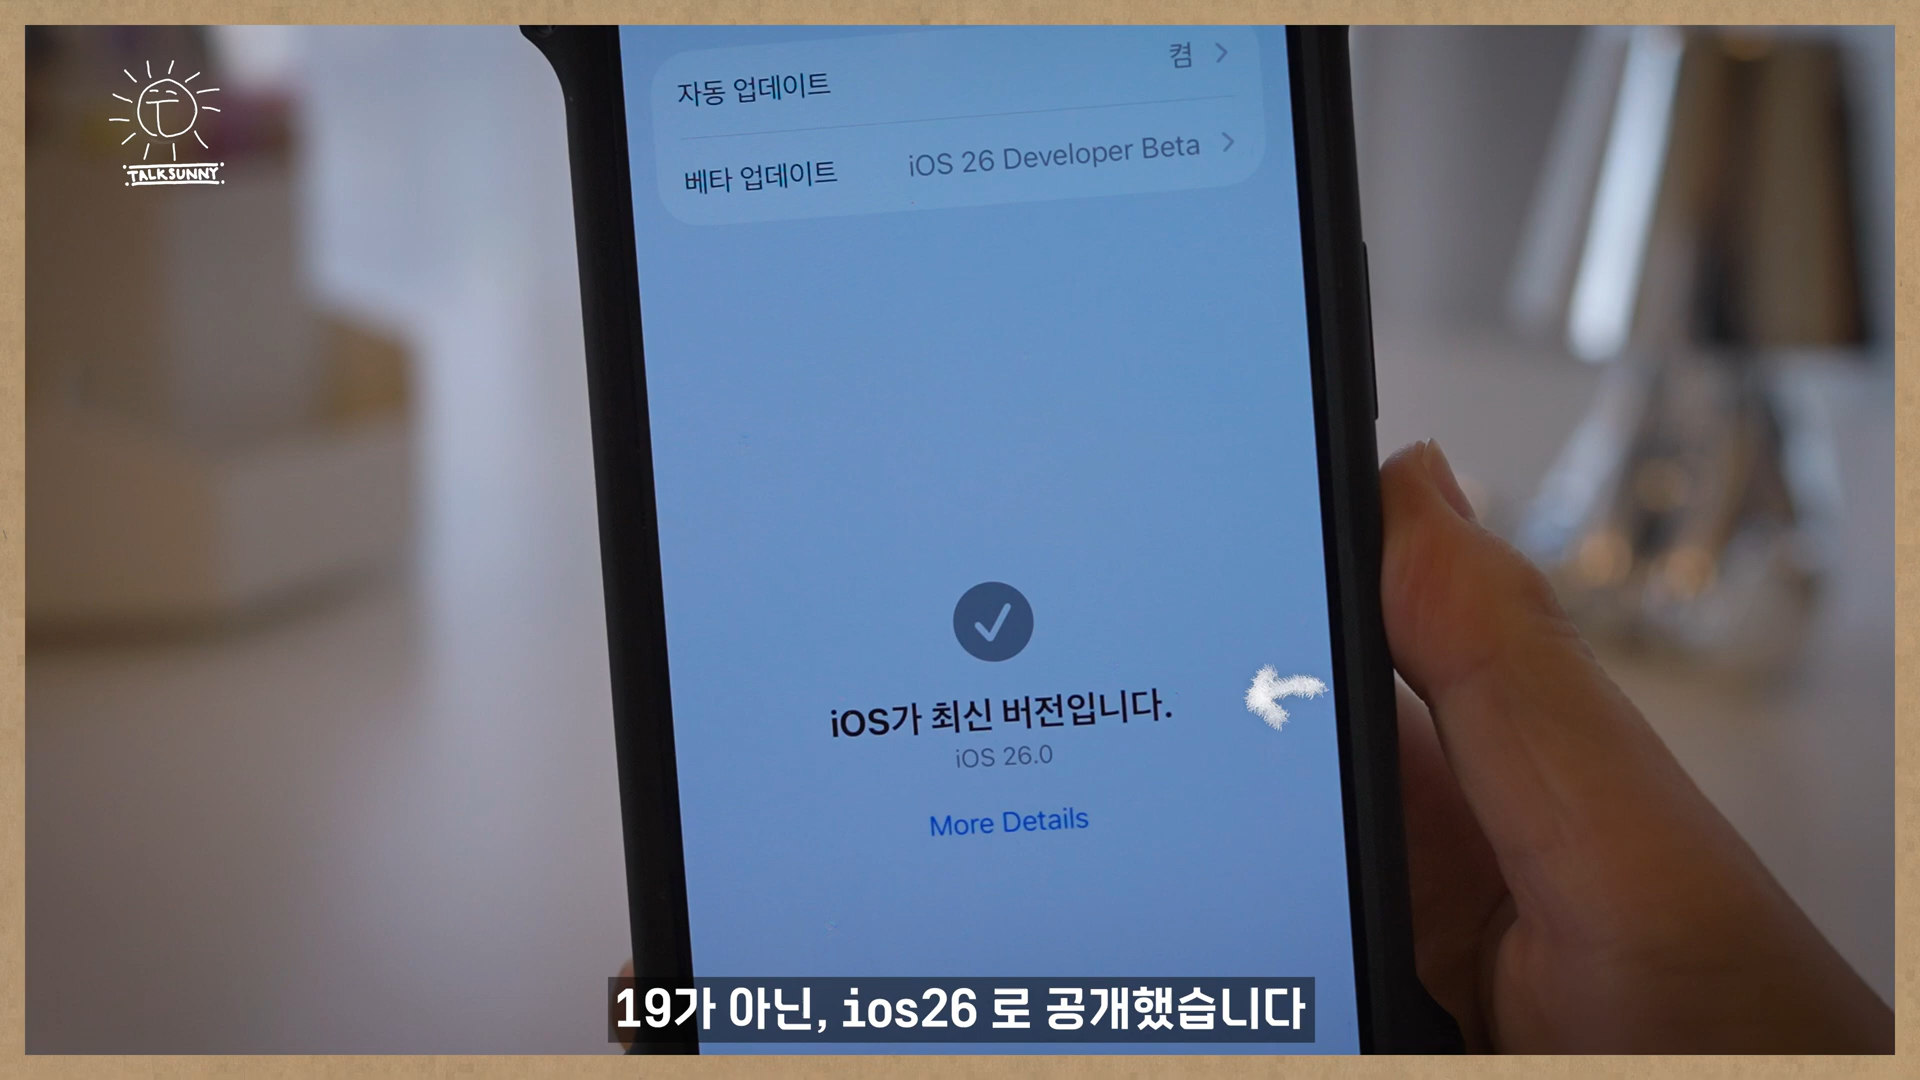 TALKSUNNY
자동 업데이트 켬
베타 업데이트 iOS 26 Developer Beta
iOS가 최신 버전입니다.
iOS 26.0
More Details
19가 아닌, ios26 로 공개했습니다